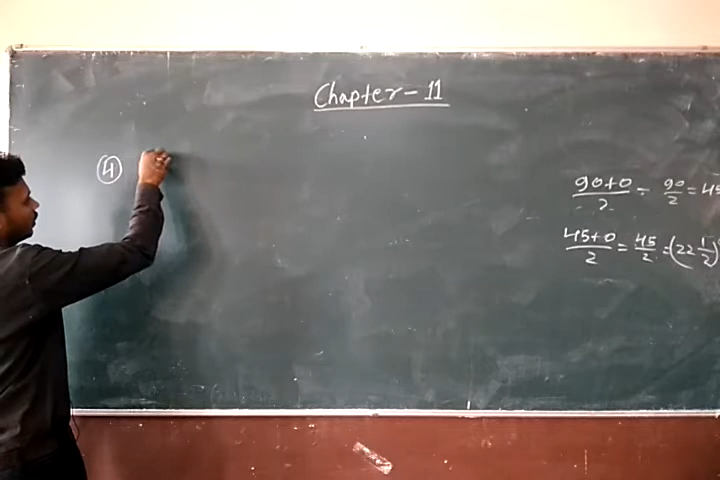 Chapter - 11
④
90+0/2 = 90/2 = 45
45+0/2 = 45/2 = (22 1/2)°